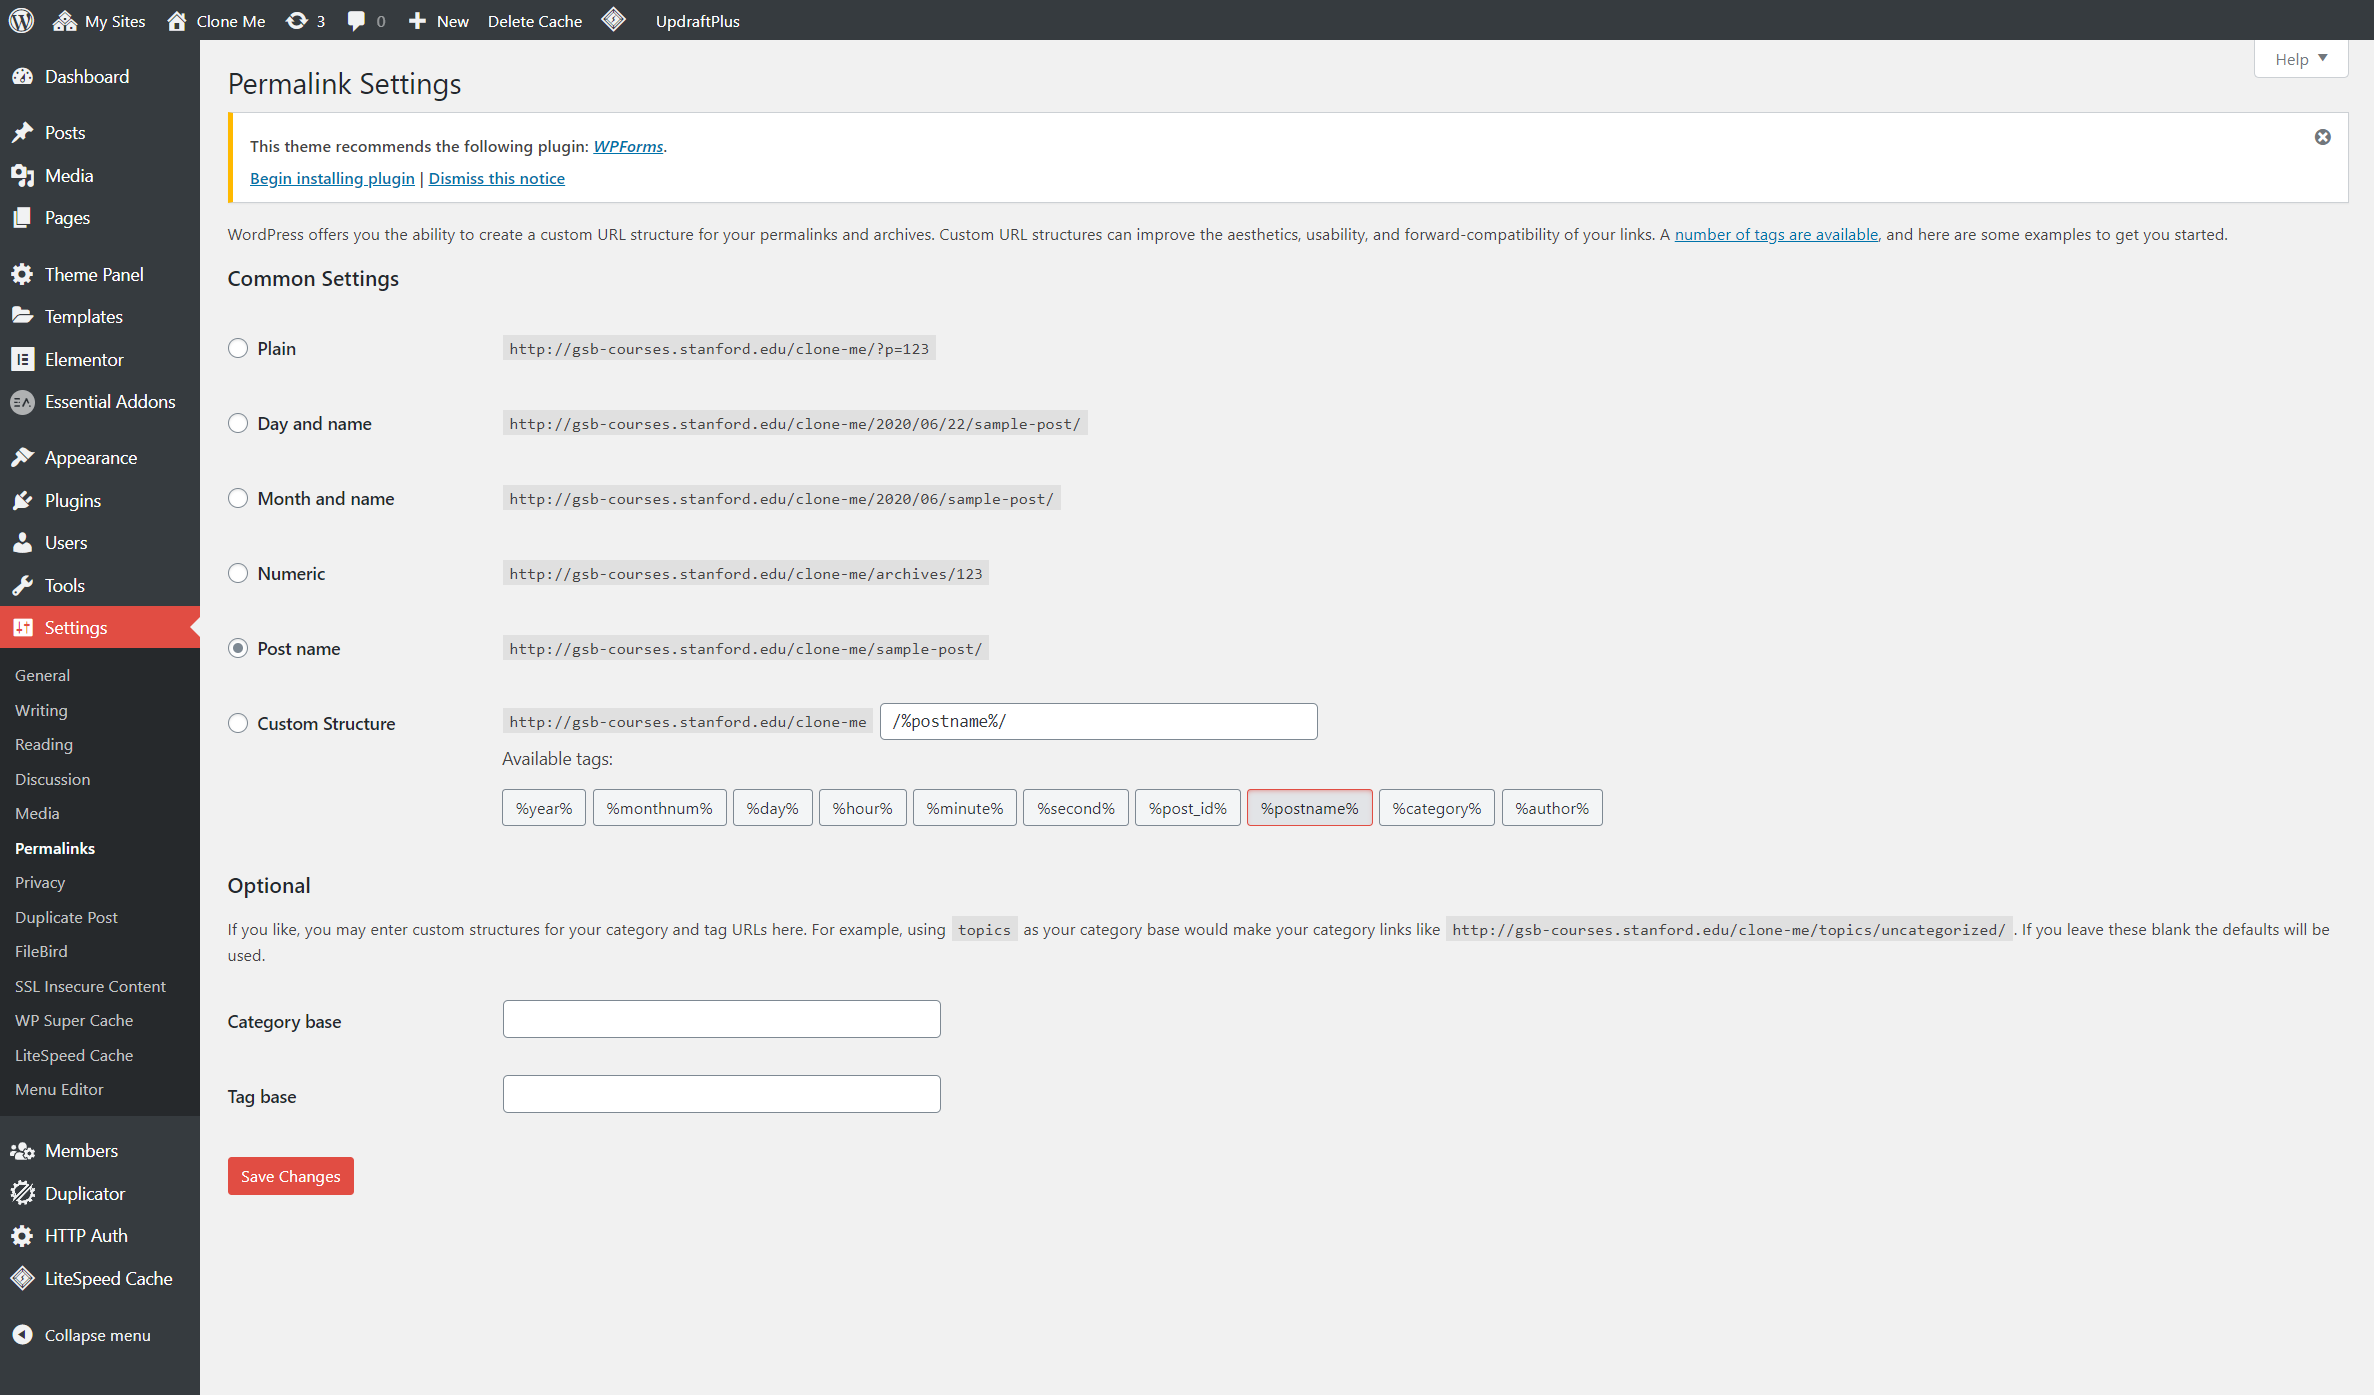 My Sites
Clone Me
3
0
New
Delete Cache
UpdraftPlus
Dashboard
Posts
Media
Pages
Theme Panel
Templates
Elementor
Essential Addons
Appearance
Plugins
Users
Tools
Settings
General
Writing
Reading
Discussion
Media
Permalinks
Privacy
Duplicate Post
FileBird
SSL Insecure Content
WP Super Cache
LiteSpeed Cache
Menu Editor
Members
Duplicator
HTTP Auth
LiteSpeed Cache
Collapse menu
Help
Permalink Settings
This theme recommends the following plugin: WPForms.
Begin installing plugin | Dismiss this notice
WordPress offers you the ability to create a custom URL structure for your permalinks and archives. Custom URL structures can improve the aesthetics, usability, and forward-compatibility of your links. A number of tags are available, and here are some examples to get you started.
Common Settings
Plain http://gsb-courses.stanford.edu/clone-me/?p=123
Day and name http://gsb-courses.stanford.edu/clone-me/2020/06/22/sample-post/
Month and name http://gsb-courses.stanford.edu/clone-me/2020/06/sample-post/
Numeric http://gsb-courses.stanford.edu/clone-me/archives/123
Post name http://gsb-courses.stanford.edu/clone-me/sample-post/
Custom Structure http://gsb-courses.stanford.edu/clone-me /%postname%/
Available tags:
%year% %monthnum% %day% %hour% %minute% %second% %post_id% %postname% %category% %author%
Optional
If you like, you may enter custom structures for your category and tag URLs here. For example, using topics as your category base would make your category links like http://gsb-courses.stanford.edu/clone-me/topics/uncategorized/ . If you leave these blank the defaults will be
used.
Category base
Tag base
Save Changes